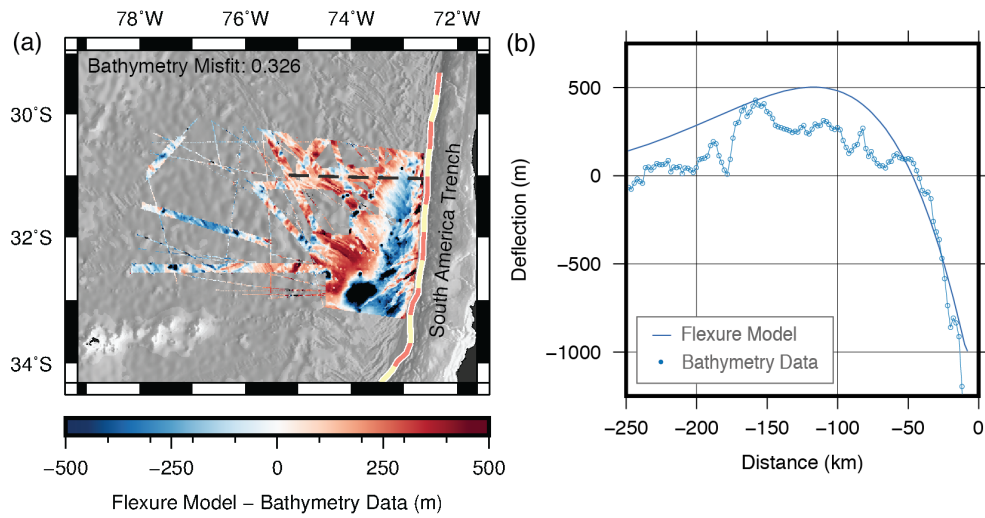 (a)
78°W 76°W 74°W 72°W
Bathymetry Misfit: 0.326
30°S
32°S
34°S
South America Trench
−500 −250 0 250 500
Flexure Model − Bathymetry Data (m)
(b)
500
0
−500
−1000
Deflection (m)
Flexure Model
Bathymetry Data
−250 −200 −150 −100 −50 0
Distance (km)